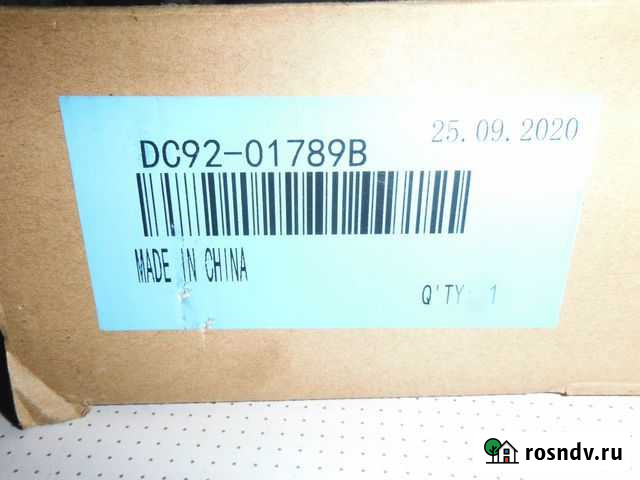 25.09.2020
DC92-01789B
MADE IN CHINA
Q'TY: 1
rosndv.ru